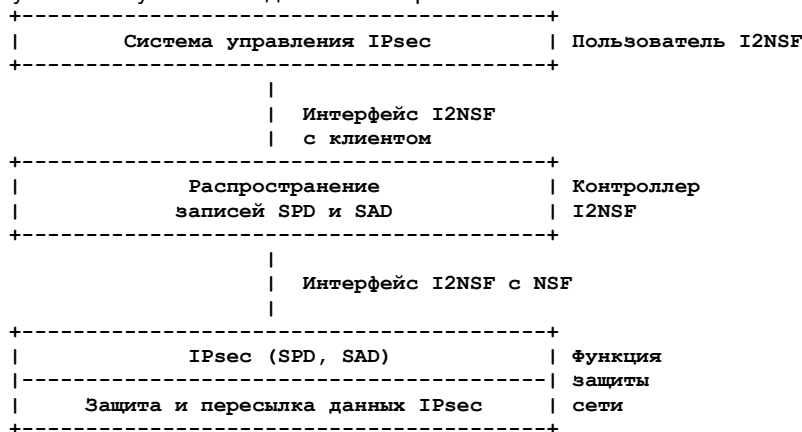 Система управления IPsec | Пользователь I2NSF
Интерфейс I2NSF
с клиентом
Распространение | Контроллер
записей SPD и SAD | I2NSF
Интерфейс I2NSF с NSF
IPsec (SPD, SAD) | Функция
защиты
Защита и пересылка данных IPsec | сети